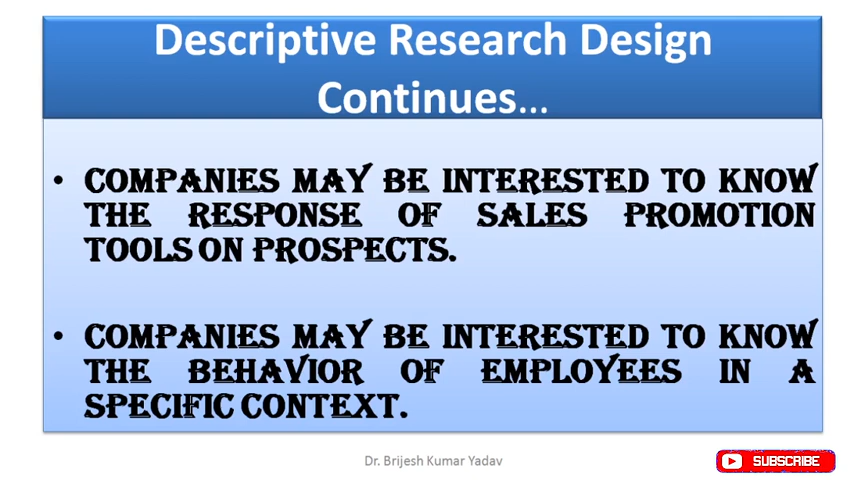 Descriptive Research Design
Continues...
• COMPANIES MAY BE INTERESTED TO KNOW
THE RESPONSE OF SALES PROMOTION
TOOLS ON PROSPECTS.
• COMPANIES MAY BE INTERESTED TO KNOW
THE BEHAVIOR OF EMPLOYEES IN A
SPECIFIC CONTEXT.
Dr. Brijesh Kumar Yadav
SUBSCRIBE